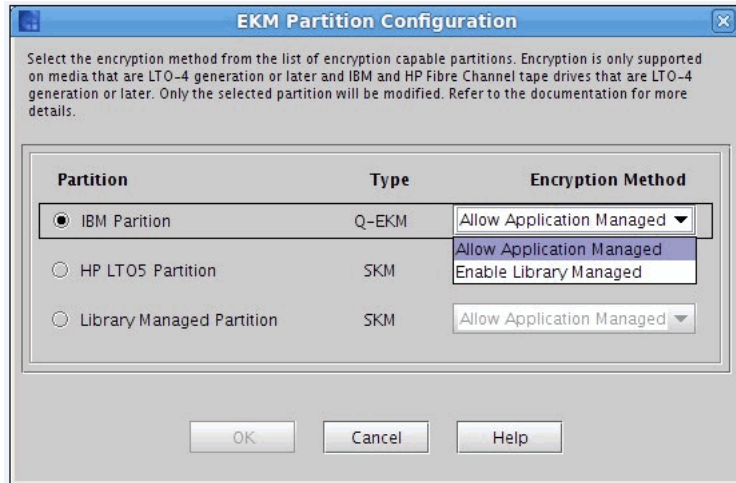 EKM Partition Configuration
Select the encryption method from the list of encryption capable partitions. Encryption is only supported
on media that are LTO-4 generation or later and IBM and HP Fibre Channel tape drives that are LTO-4
generation or later. Only the selected partition will be modified. Refer to the documentation for more
details.
Partition Type Encryption Method
IBM Parition Q-EKM Allow Application Managed
Allow Application Managed
Enable Library Managed
HP LTO5 Partition SKM
Library Managed Partition SKM Allow Application Managed
OK Cancel Help